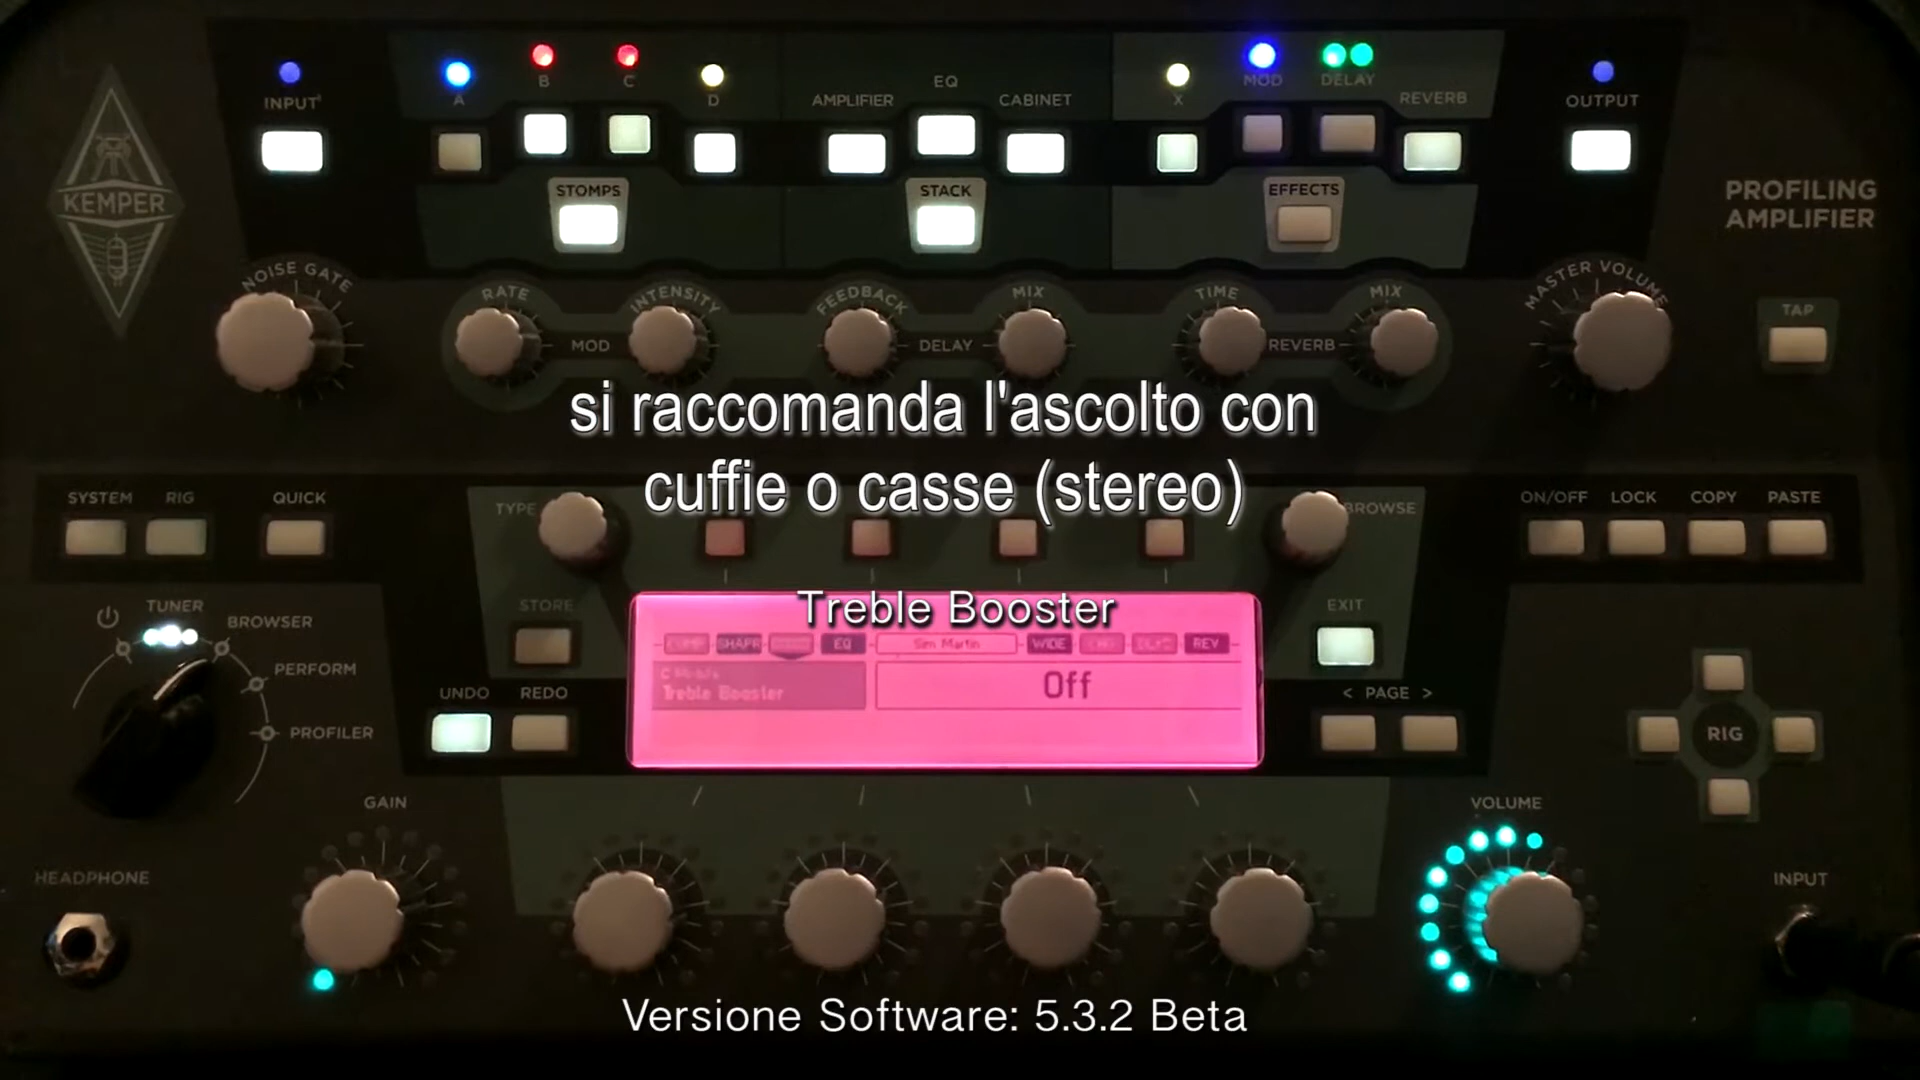 INPUT
A
B
C
D
AMPLIFIER
EQ
CABINET
X
MOD
DELAY
REVERB
OUTPUT
KEMPER
STOMPS
STACK
EFFECTS
PROFILING
AMPLIFIER
NOISE GATE
RATE
INTENSITY
FEEDBACK
MIX
TIME
MIX
MASTER VOLUME
TAP
MOD
DELAY
REVERB
si raccomanda l'ascolto con
cuffie o casse (stereo)
SYSTEM
RIG
QUICK
TYPE
BROWSE
ON/OFF
LOCK
COPY
PASTE
TUNER
BROWSER
PERFORM
PROFILER
STORE
Treble Booster
EXIT
SHAPR
EQ
Sim Martin
WIDE
REV
Treble Booster
Off
UNDO
REDO
< PAGE >
RIG
GAIN
VOLUME
HEADPHONE
INPUT
Versione Software: 5.3.2 Beta